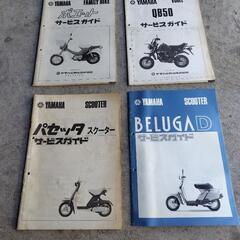 YAMAHA FAMILY BIKE
ポエット
サービスガイド
QB50
サービスガイド
YAMAHA SCOOTER
パセッタ スクーター
サービスガイド
YAMAHA SCOOTER
BELUGA D
サービスガイド